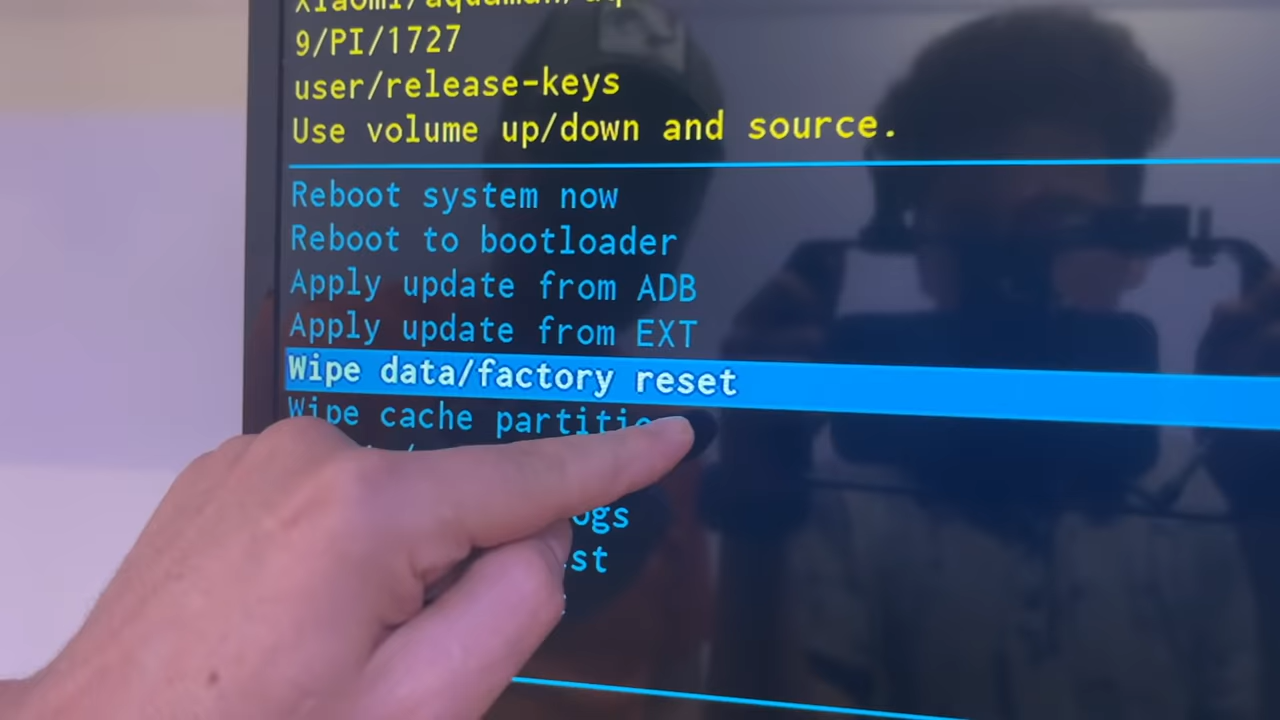 9/PI/1727
user/release-keys
Use volume up/down and source.
Reboot system now
Reboot to bootloader
Apply update from ADB
Apply update from EXT
Wipe data/factory reset
Wipe cache